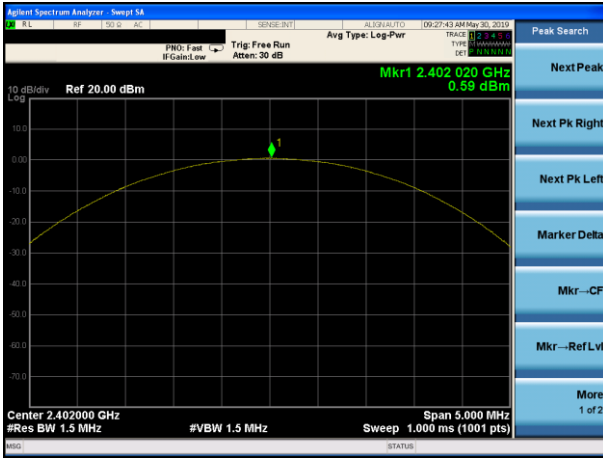 Agilent Spectrum Analyzer - Swept SA
RL RF 50 Ω AC SENSE:INT ALIGN AUTO 09:27:43 AM May 30, 2019
Avg Type: Log-Pwr
TRACE 1 2 3 4 5 6
TYPE M
DET P N N N N N
PNO: Fast
IFGain:Low
Trig: Free Run
Atten: 30 dB
Peak Search
Mkr1 2.402 020 GHz
0.59 dBm
10 dB/div
Log
Ref 20.00 dBm
1
10.0
0.00
-10.0
-20.0
-30.0
-50.0
-60.0
-70.0
Center 2.402000 GHz
Span 5.000 MHz
#Res BW 1.5 MHz
#VBW 1.5 MHz
Sweep 1.000 ms (1001 pts)
MSG
STATUS
Next Peak
Next Pk Right
Next Pk Left
Marker Delta
Mkr→CF
Mkr→RefLvl
More
1 of 2